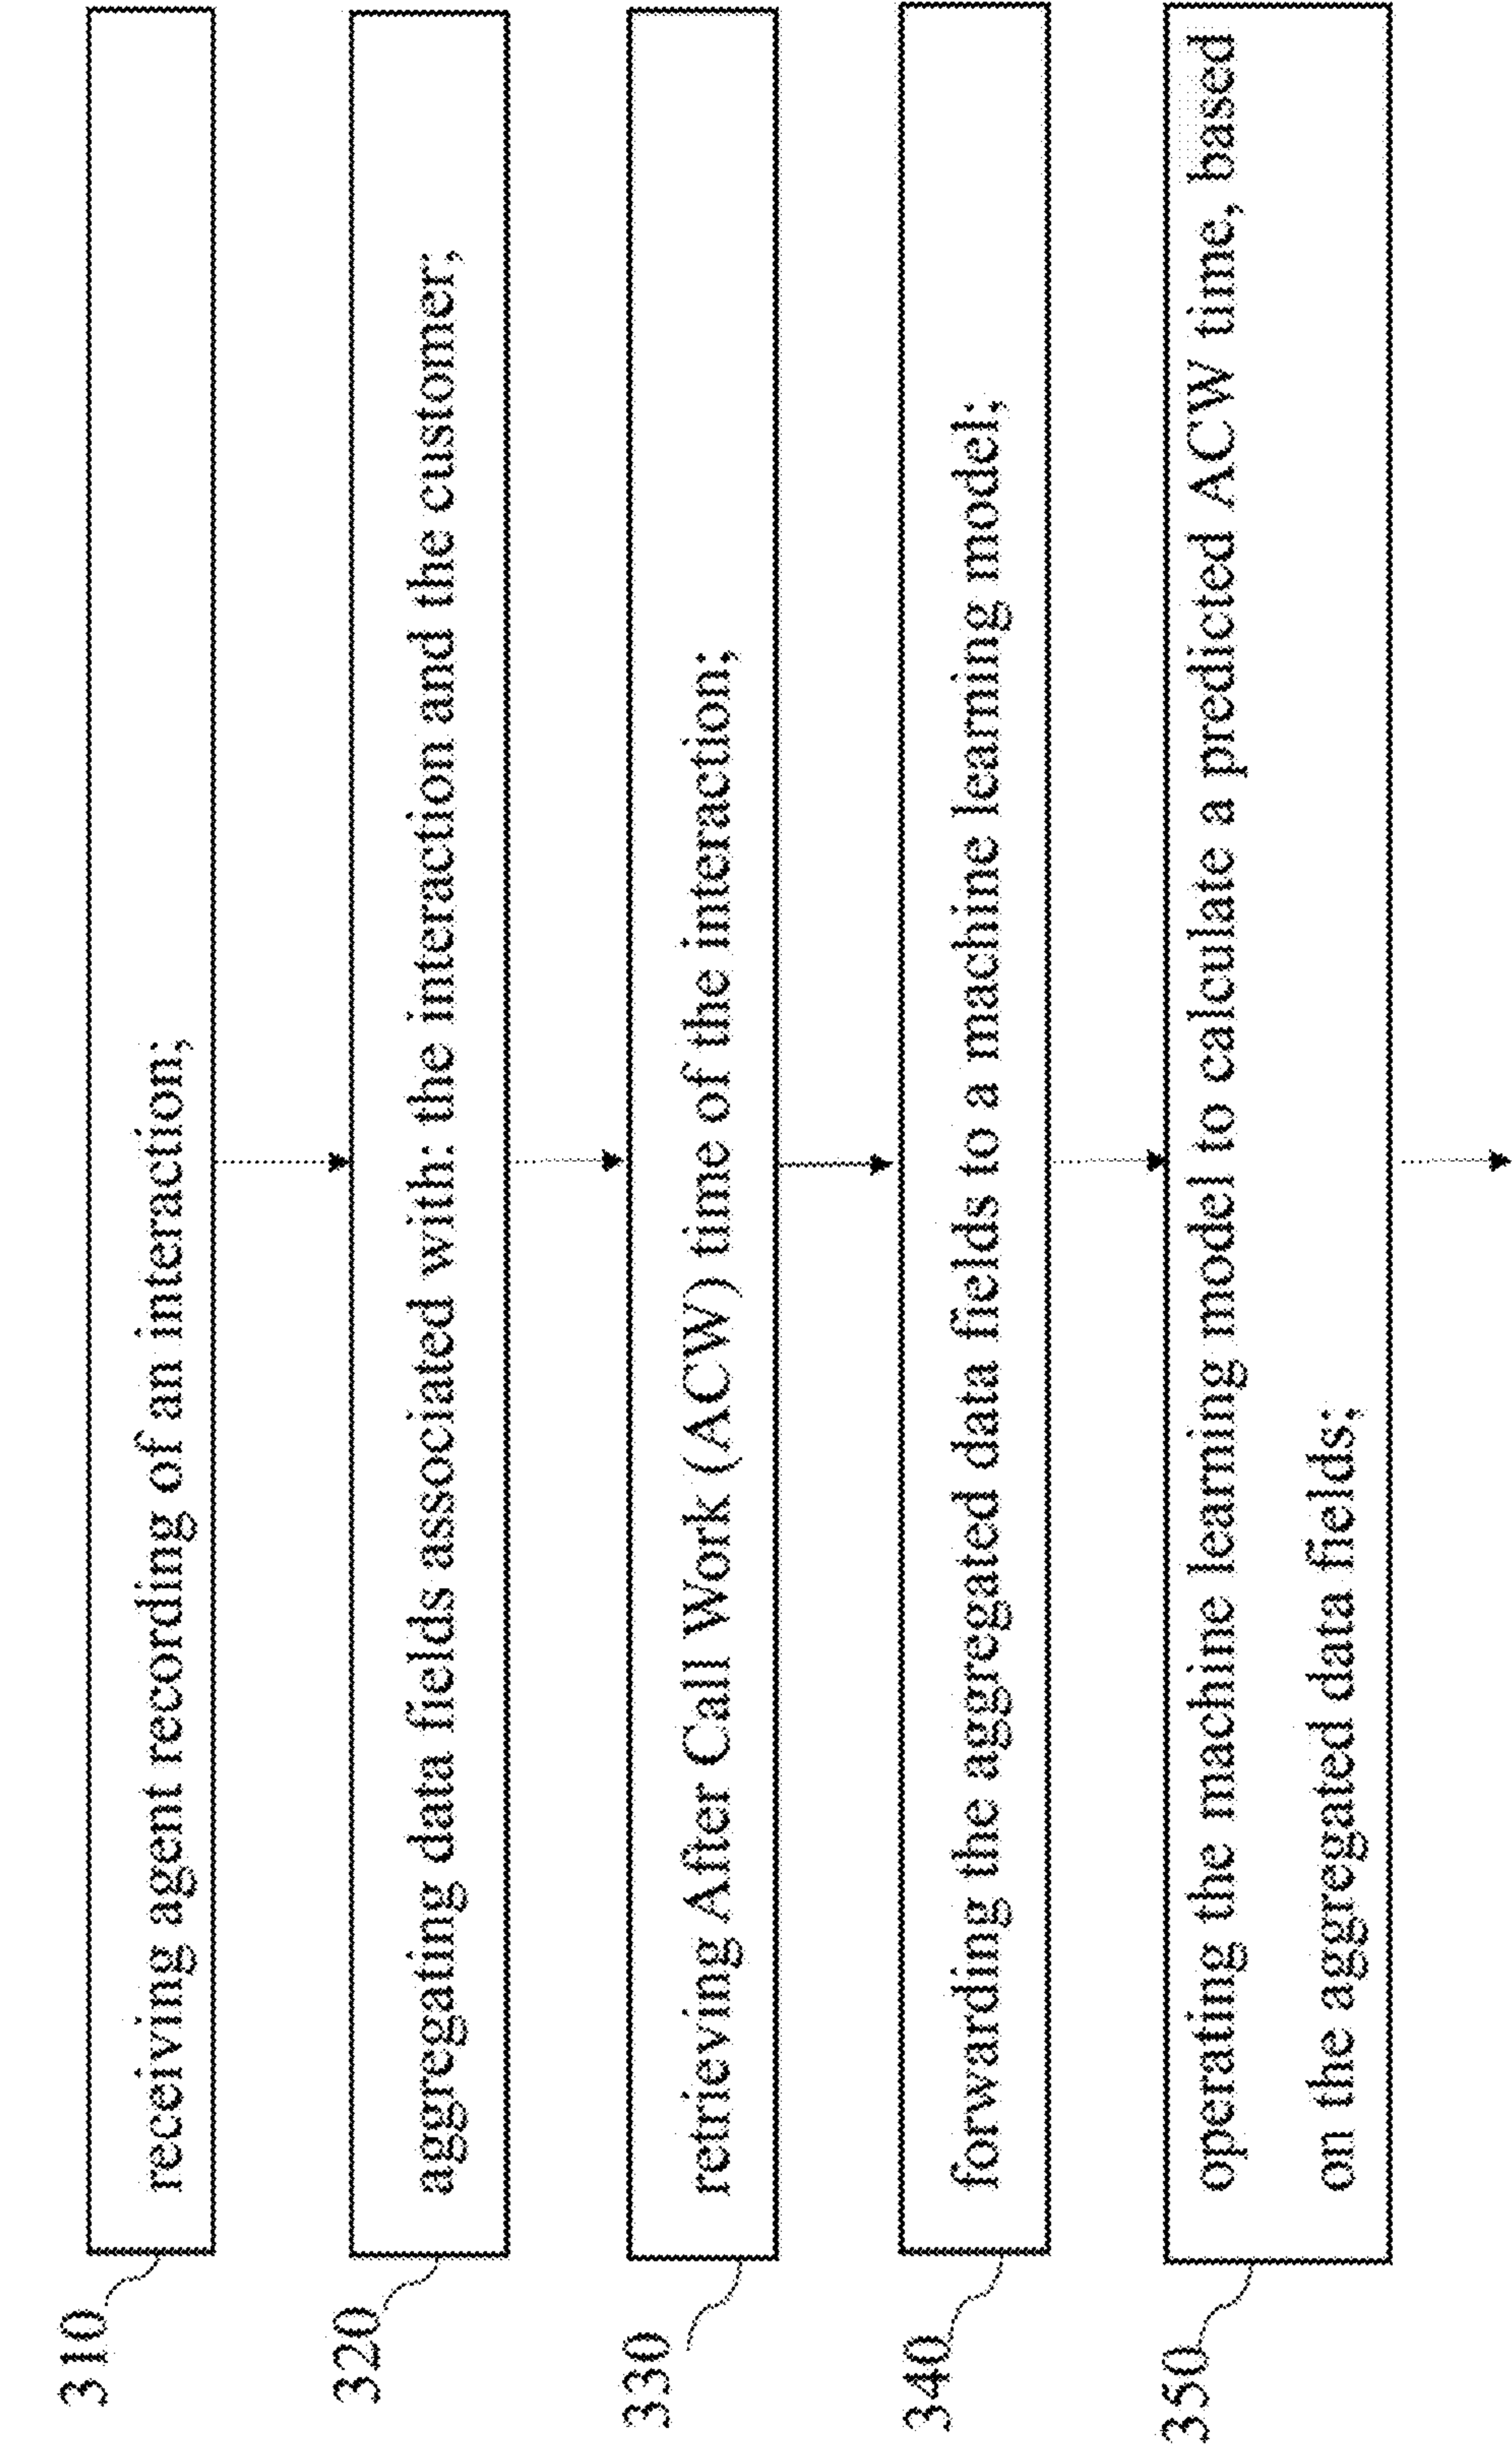 310
receiving agent recording of an interaction;
320
aggregating data fields associated with: the interaction and the customer;
330
retrieving After Call Work (ACW) time of the interaction;
340
forwarding the aggregated data fields to a machine learning model;
350
operating the machine learning model to calculate a predicted ACW time, based
on the aggregated data fields;